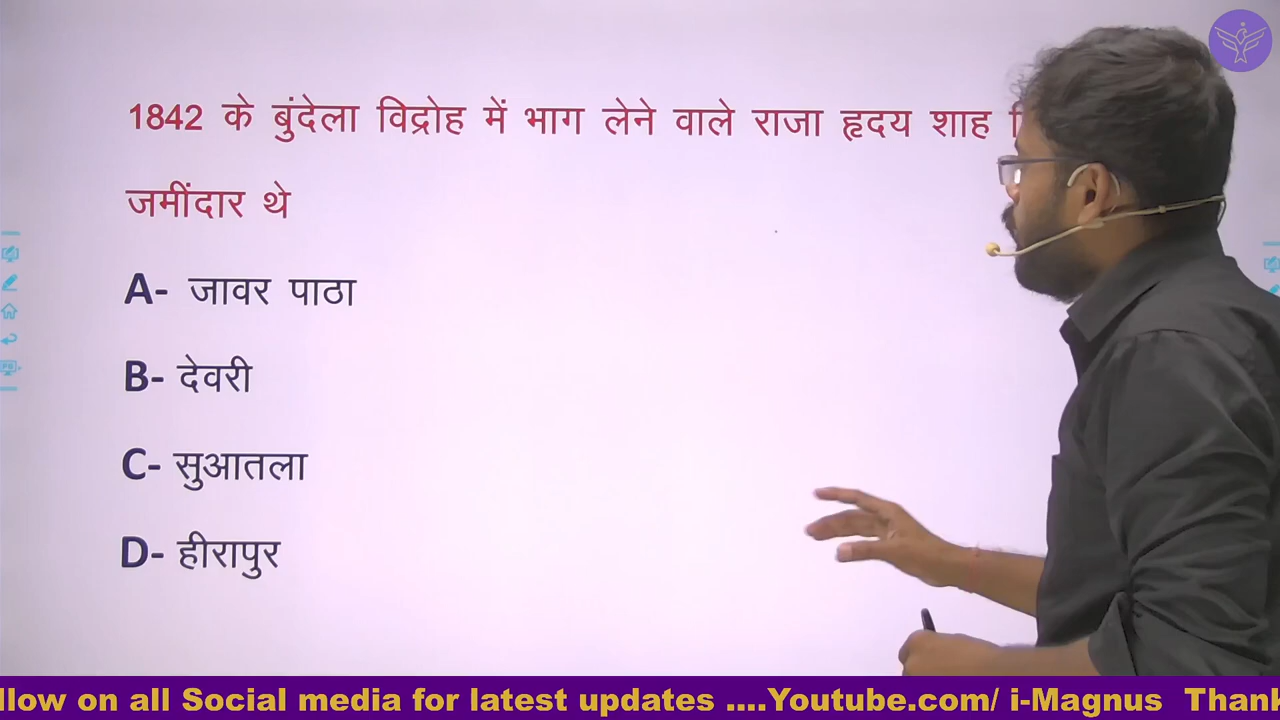 1842 के बुंदेला विद्रोह में भाग लेने वाले राजा हृदय शाह
जमींदार थे
A- जावर पाठा
B- देवरी
C- सुआतला
D- हीरापुर
llow on all Social media for latest updates ....Youtube.com/ i-Magnus Thank